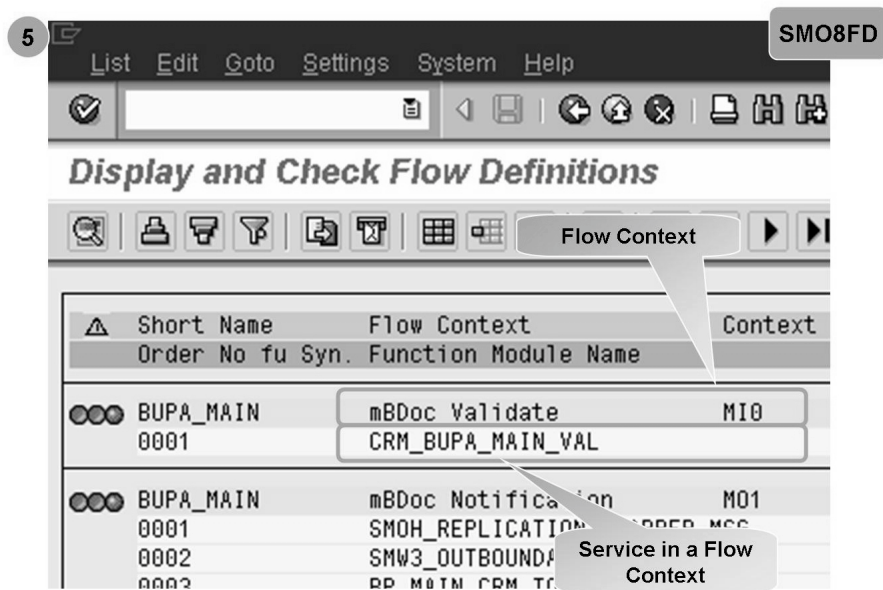 5
SMO8FD
List Edit Goto Settings System Help
Display and Check Flow Definitions
Flow Context
Short Name Flow Context Context
Order No fu Syn. Function Module Name
BUPA_MAIN mBDoc Validate MI0
0001 CRM_BUPA_MAIN_VAL
BUPA_MAIN mBDoc Notification MO1
0001
0002
0003
Service in a Flow
Context